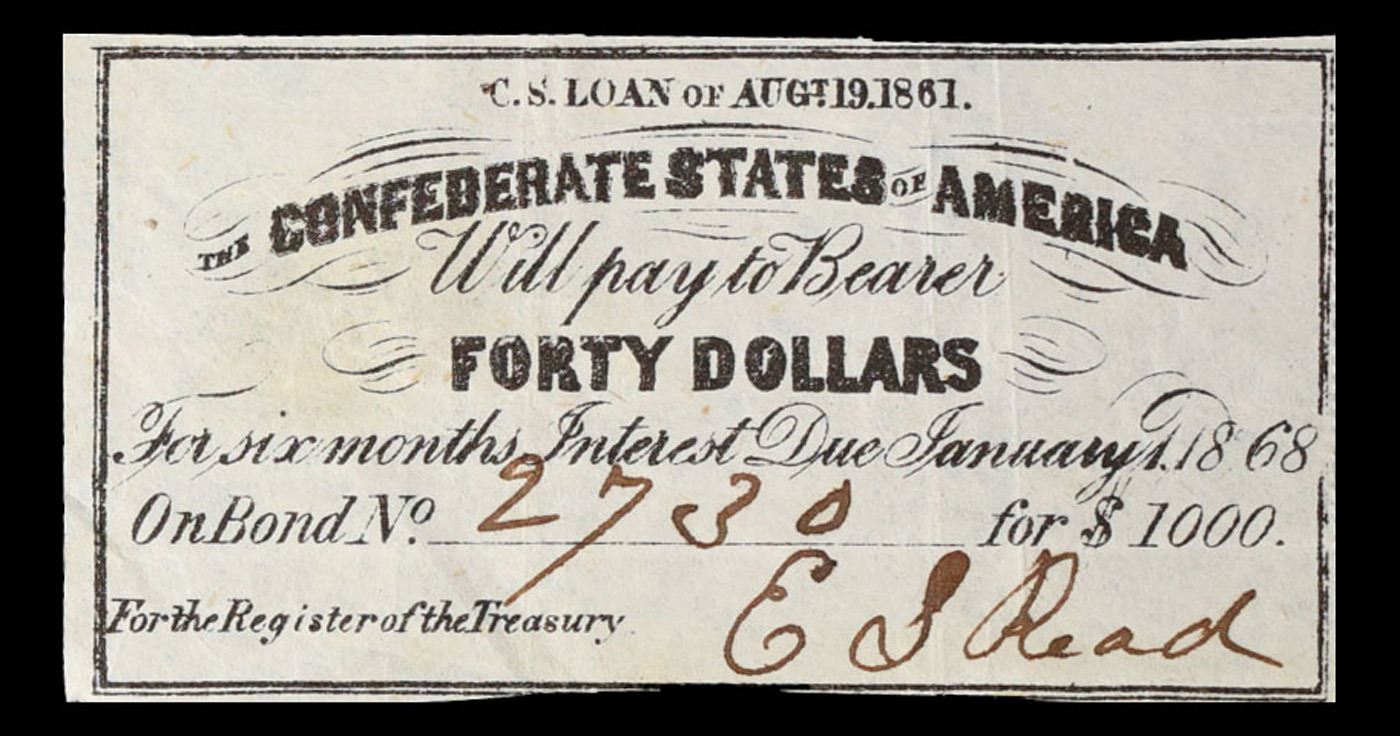 C. S. LOAN OF AUGT. 19. 1861.
THE CONFEDERATE STATES OF AMERICA
Will pay to Bearer
FORTY DOLLARS
For six months Interest Due January 1. 1868
On Bond No. 2730 for $ 1000.
For the Register of the Treasury.
E S Read